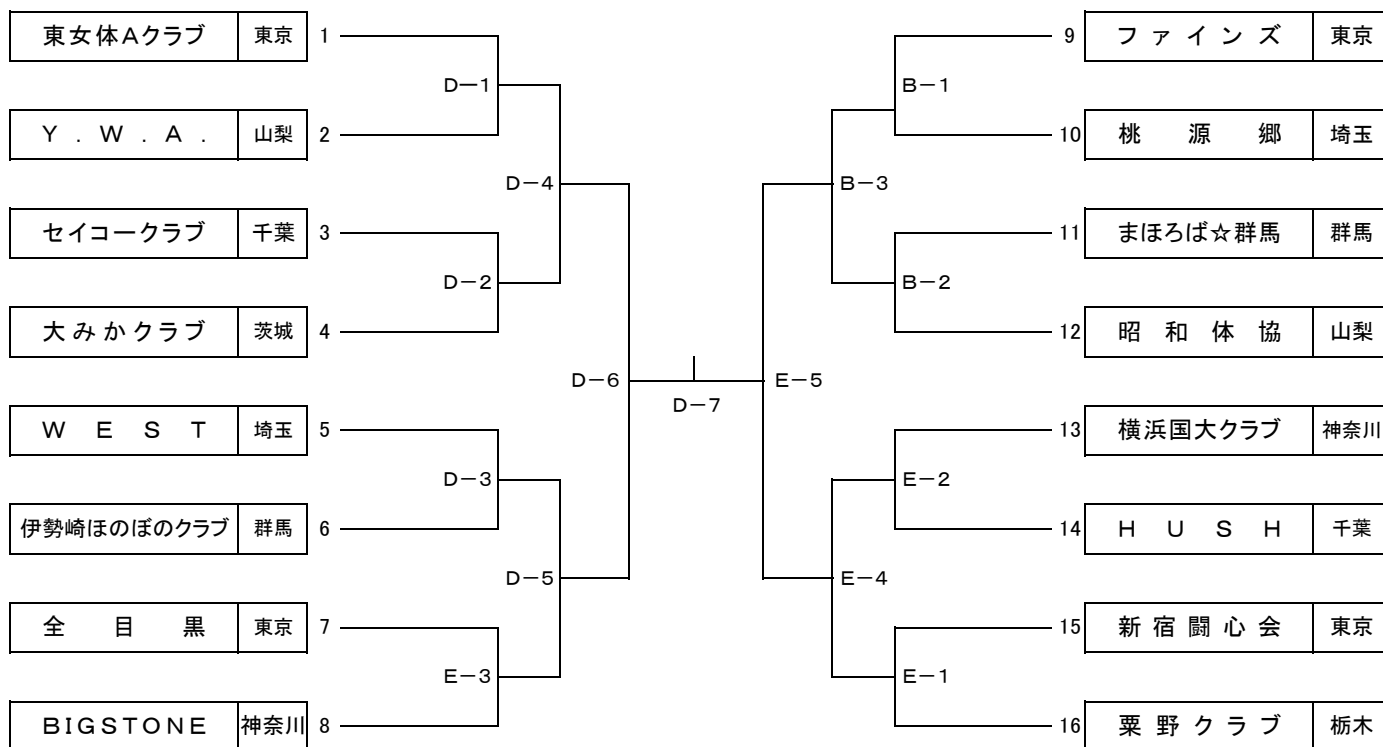 東女体Aクラブ 東京 1
D－1
Y．W．A． 山梨 2
D－4
セイコークラブ 千葉 3
D－2
大みかクラブ 茨城 4
D－6
WEST 埼玉 5
D－3
伊勢崎ほのぼのクラブ 群馬 6
D－5
全目黒 東京 7
E－3
BIGSTONE 神奈川 8
D－7
9 ファインズ 東京
B－1
10 桃源郷 埼玉
B－3
11 まほろば☆群馬 群馬
B－2
12 昭和体協 山梨
E－5
13 横浜国大クラブ 神奈川
E－2
14 HUSH 千葉
E－4
15 新宿闘心会 東京
E－1
16 粟野クラブ 栃木